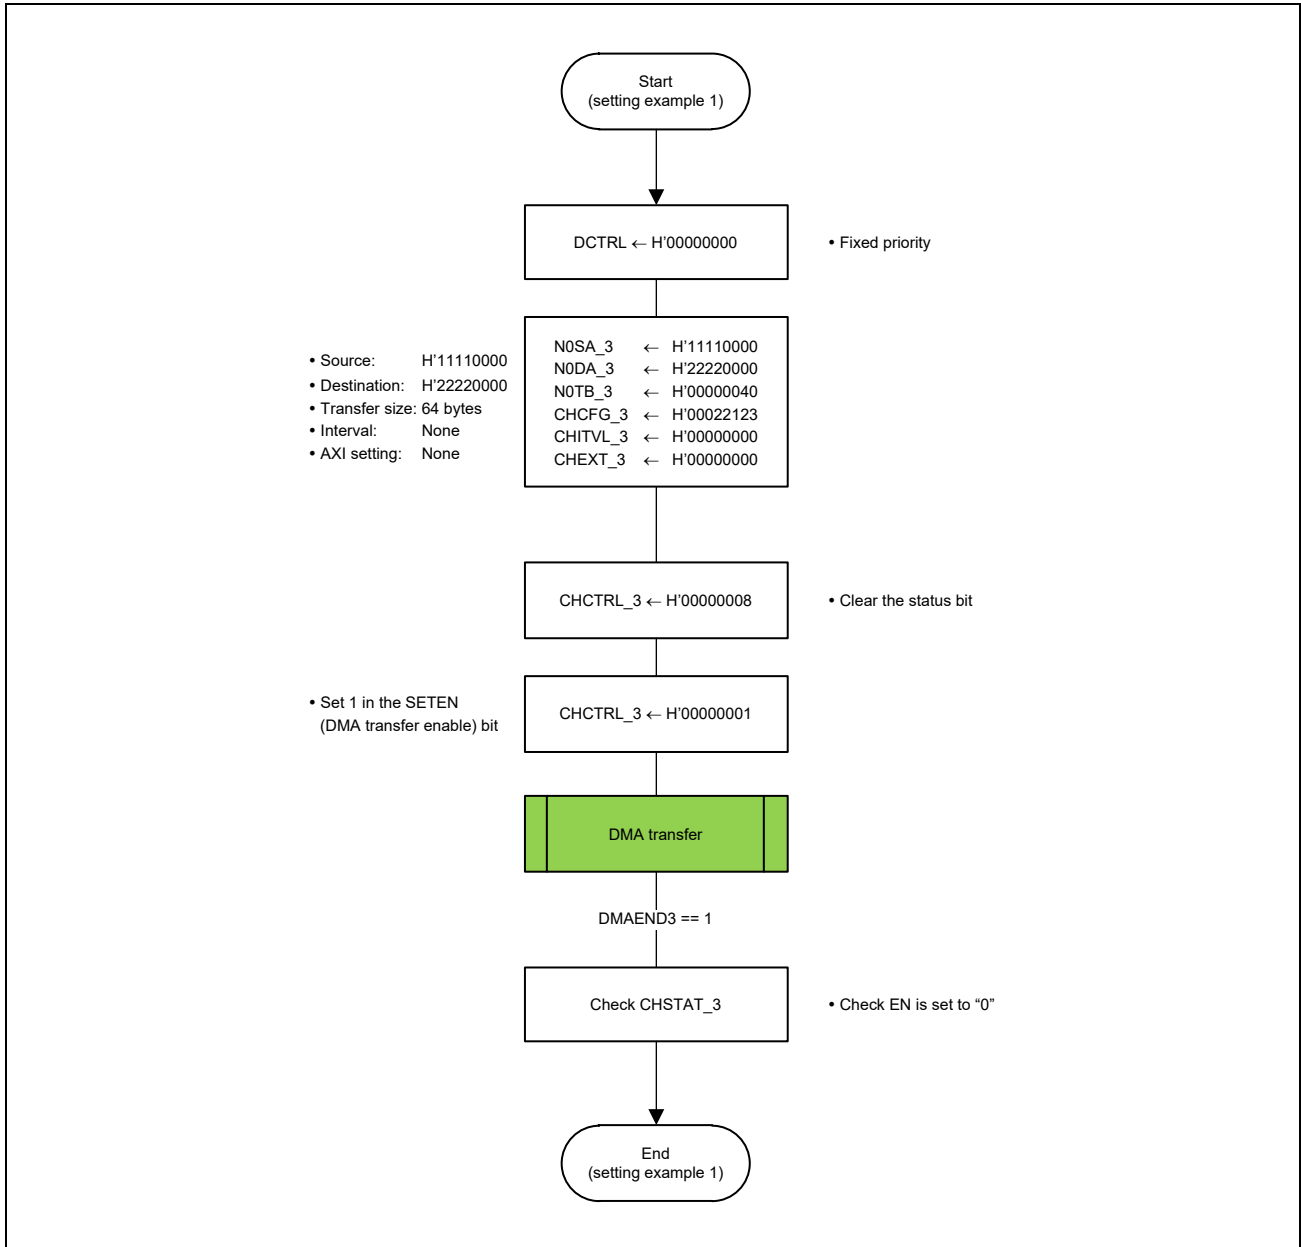 Start
(setting example 1)
DCTRL ← H'00000000
• Fixed priority
• Source: H'11110000
• Destination: H'22220000
• Transfer size: 64 bytes
• Interval: None
• AXI setting: None
N0SA_3 ← H'11110000
N0DA_3 ← H'22220000
N0TB_3 ← H'00000040
CHCFG_3 ← H'00022123
CHITVL_3 ← H'00000000
CHEXT_3 ← H'00000000
CHCTRL_3 ← H'00000008
• Clear the status bit
• Set 1 in the SETEN
(DMA transfer enable) bit
CHCTRL_3 ← H'00000001
DMA transfer
DMAEND3 == 1
Check CHSTAT_3
• Check EN is set to “0”
End
(setting example 1)